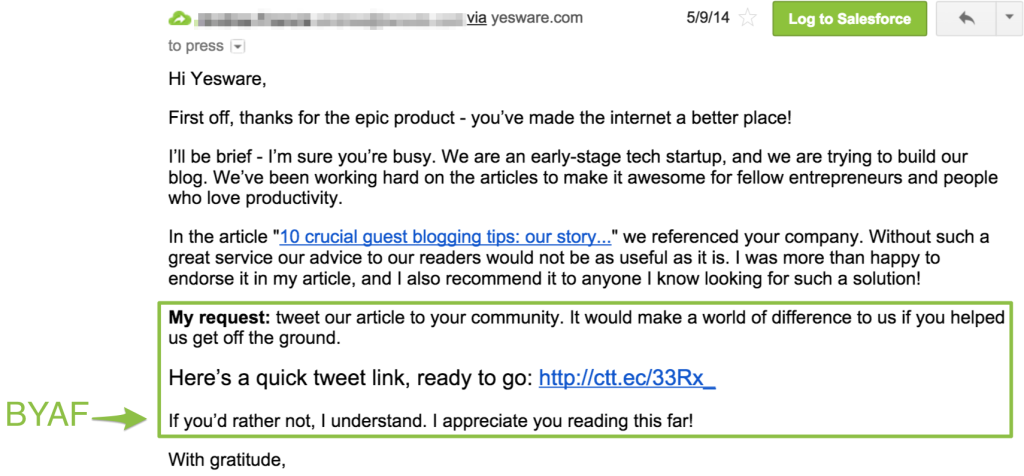 via yesware.com 5/9/14 Log to Salesforce
to press
Hi Yesware,
First off, thanks for the epic product - you've made the internet a better place!
I'll be brief - I'm sure you're busy. We are an early-stage tech startup, and we are trying to build our
blog. We've been working hard on the articles to make it awesome for fellow entrepreneurs and people
who love productivity.
In the article "10 crucial guest blogging tips: our story..." we referenced your company. Without such a
great service our advice to our readers would not be as useful as it is. I was more than happy to
endorse it in my article, and I also recommend it to anyone I know looking for such a solution!
My request: tweet our article to your community. It would make a world of difference to us if you helped
us get off the ground.
Here's a quick tweet link, ready to go: http://ctt.ec/33Rx_
BYAF If you'd rather not, I understand. I appreciate you reading this far!
With gratitude,